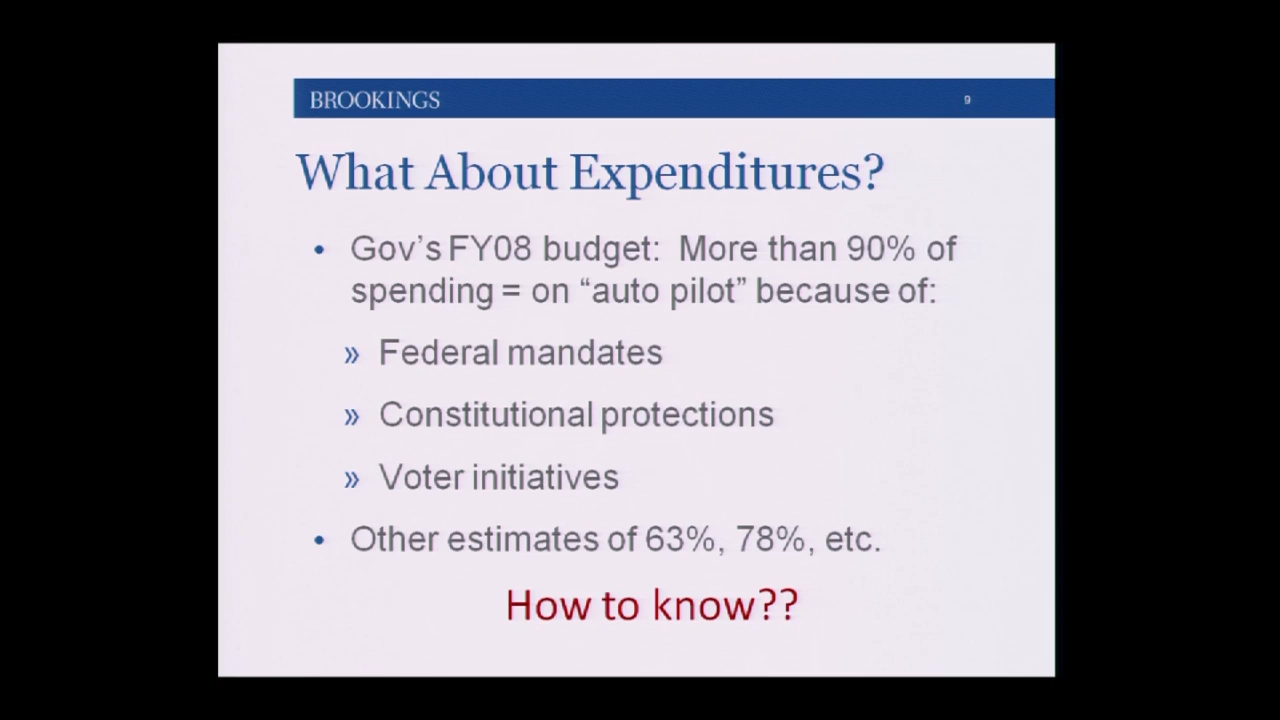 BROOKINGS
9
What About Expenditures?
• Gov’s FY08 budget:  More than 90% of
spending = on “auto pilot” because of:
» Federal mandates
» Constitutional protections
» Voter initiatives
• Other estimates of 63%, 78%, etc.
How to know??